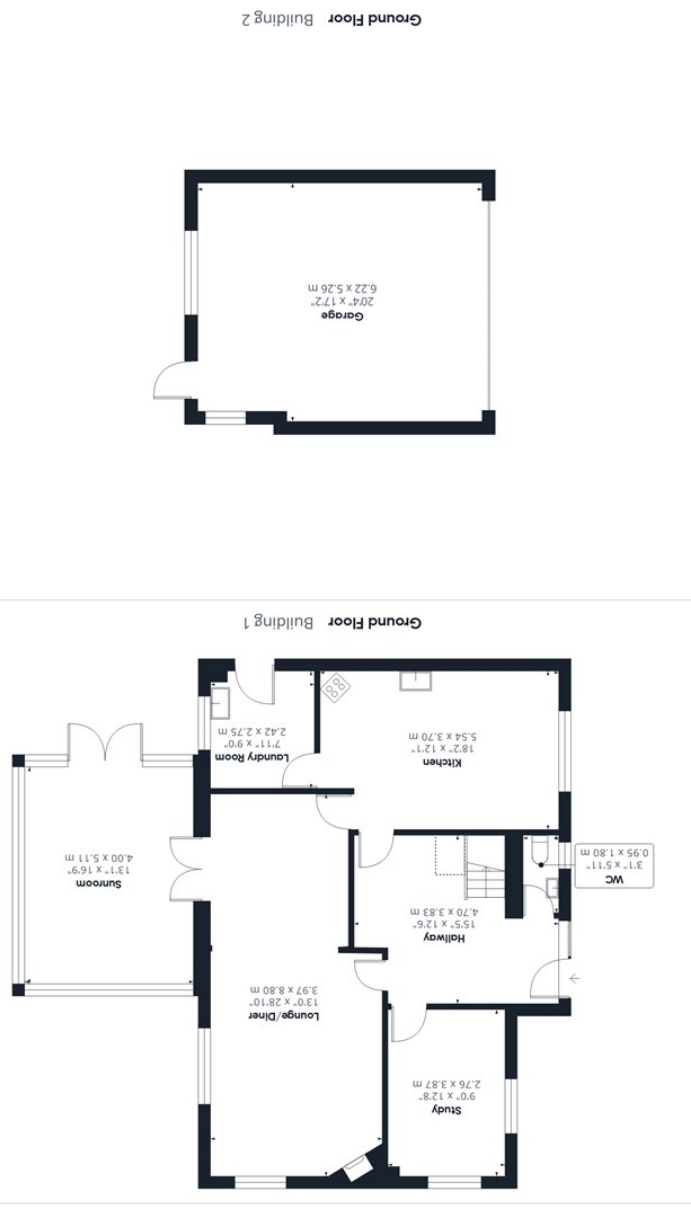 Study
9'0" x 12'8"
2.76 x 3.87 m
Lounge/Diner
13'0" x 28'10"
3.97 x 8.80 m
Hallway
15'5" x 12'6"
4.70 x 3.83 m
WC
3'1" x 5'11"
0.95 x 1.80 m
Sunroom
13'1" x 16'9"
4.00 x 5.11 m
Kitchen
18'2" x 12'1"
5.54 x 3.70 m
Laundry Room
7'11" x 9'0"
2.42 x 2.75 m
Ground Floor Building 1
Garage
20'4" x 17'2"
6.22 x 5.26 m
Ground Floor Building 2